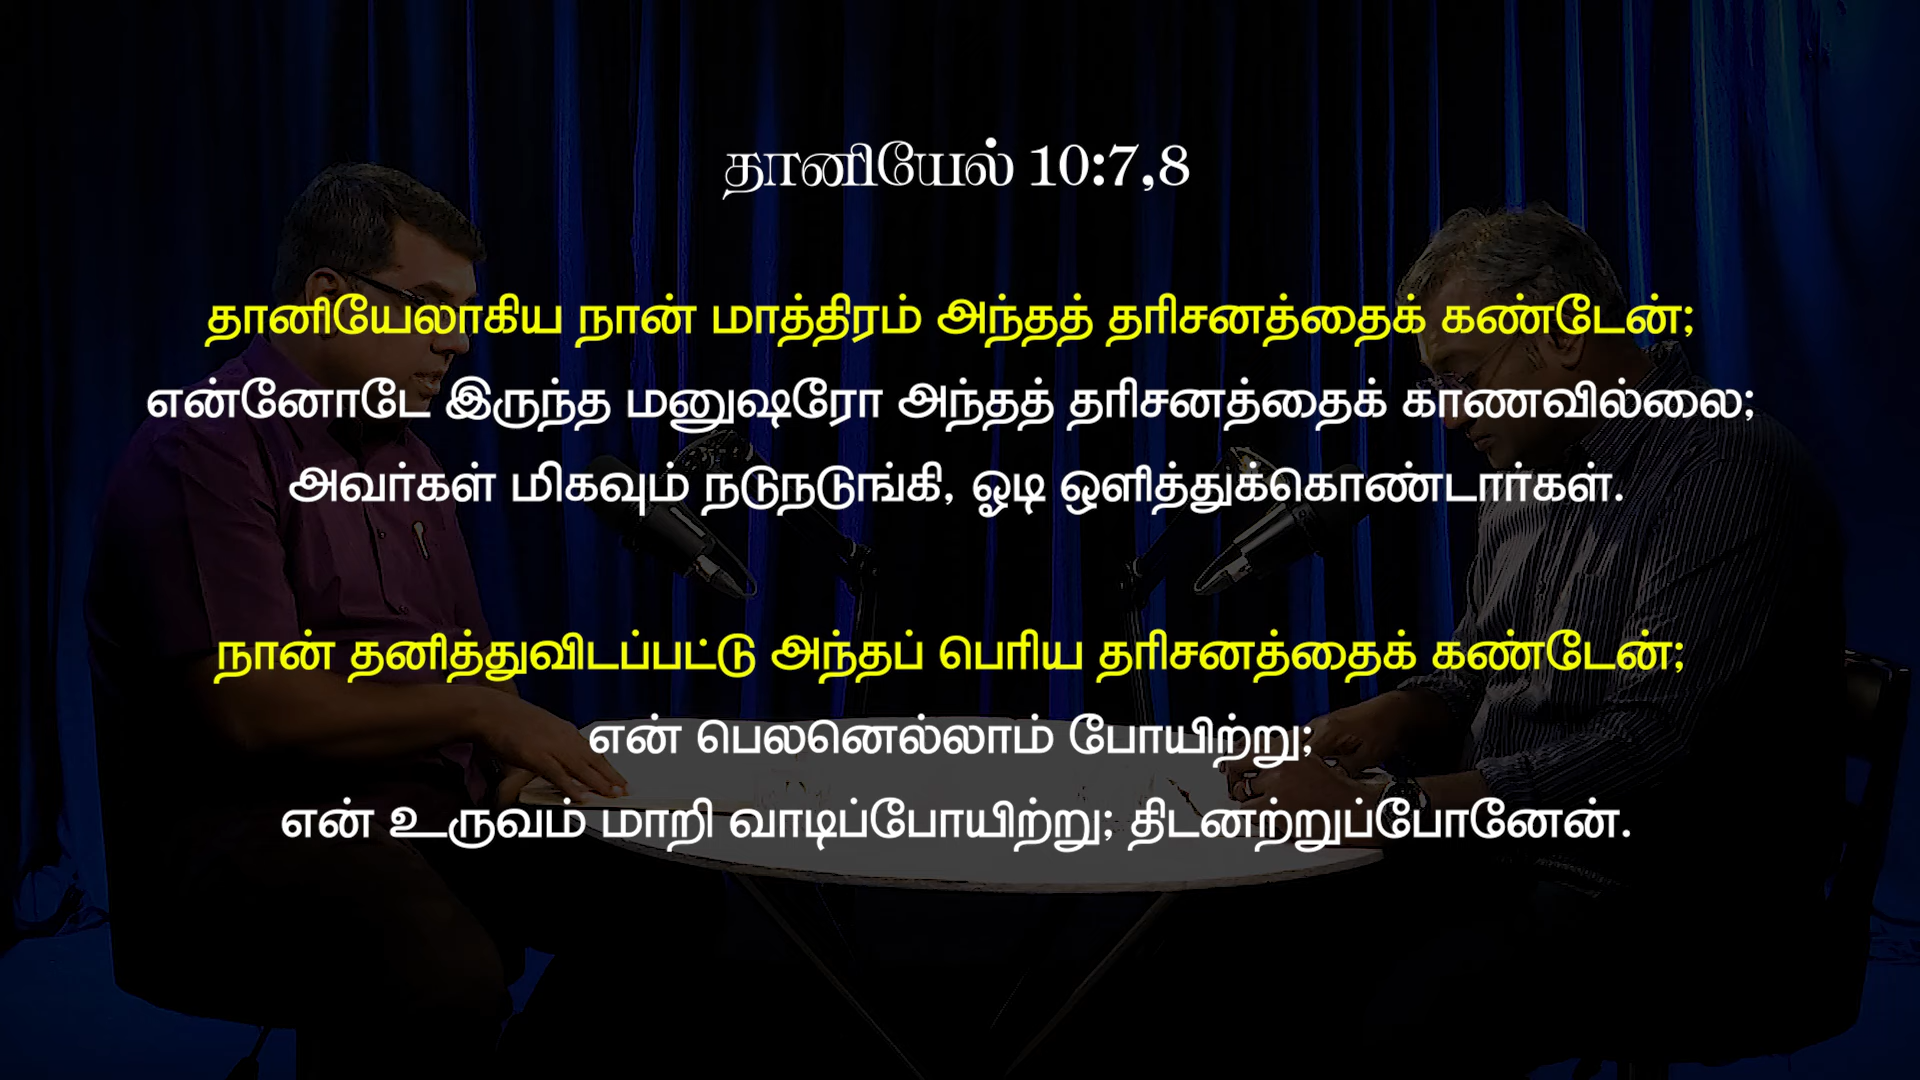 தானியேல் 10:7,8
தானியேலாகிய நான் மாத்திரம் அந்தத் தரிசனத்தைக் கண்டேன்;
என்னோடே இருந்த மனுஷரோ அந்தத் தரிசனத்தைக் காணவில்லை;
அவர்கள் மிகவும் நடுநடுங்கி, ஓடி ஒளித்துக்கொண்டார்கள்.
நான் தனித்துவிடப்பட்டு அந்தப் பெரிய தரிசனத்தைக் கண்டேன்;
என் பெலனெல்லாம் போயிற்று;
என் உருவம் மாறி வாடிப்போயிற்று; திடனற்றுப்போனேன்.